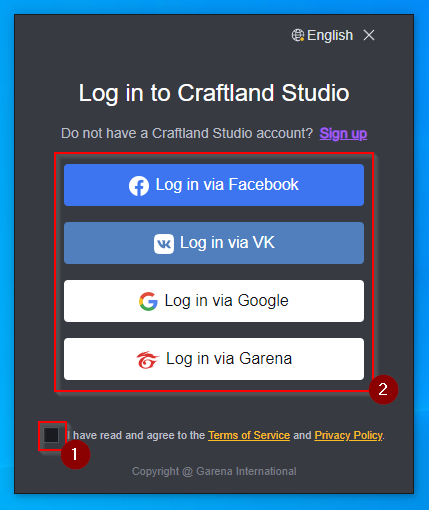 English
Log in to Craftland Studio
Do not have a Craftland Studio account? Sign up
Log in via Facebook
Log in via VK
Log in via Google
Log in via Garena
2
I have read and agree to the Terms of Service and Privacy Policy.
1
Copyright @ Garena International